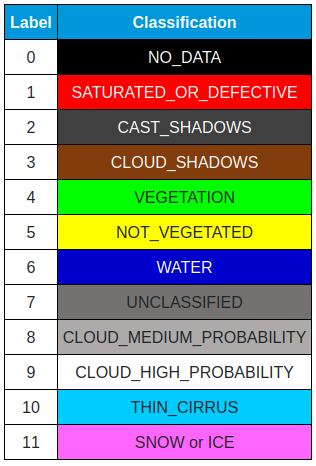 Label Classification
0 NO_DATA
1 SATURATED_OR_DEFECTIVE
2 CAST_SHADOWS
3 CLOUD_SHADOWS
4 VEGETATION
5 NOT_VEGETATED
6 WATER
7 UNCLASSIFIED
8 CLOUD_MEDIUM_PROBABILITY
9 CLOUD_HIGH_PROBABILITY
10 THIN_CIRRUS
11 SNOW or ICE